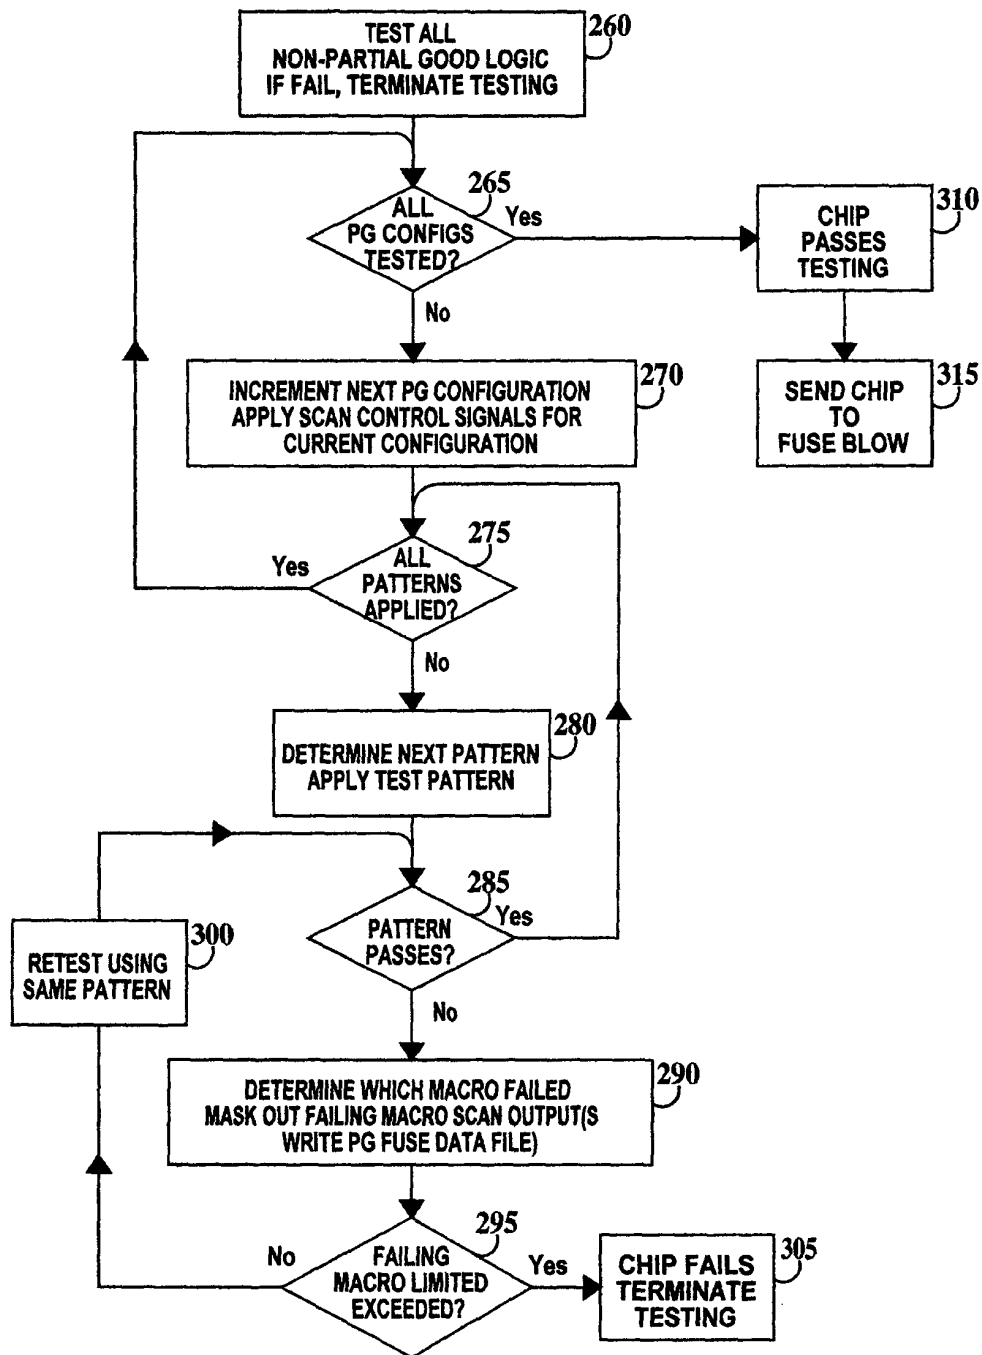 TEST ALL
NON-PARTIAL GOOD LOGIC
IF FAIL, TERMINATE TESTING
260
ALL
PG CONFIGS
TESTED?
265
Yes
No
CHIP
PASSES
TESTING
310
SEND CHIP
TO
FUSE BLOW
315
INCREMENT NEXT PG CONFIGURATION
APPLY SCAN CONTROL SIGNALS FOR
CURRENT CONFIGURATION
270
ALL
PATTERNS
APPLIED?
275
Yes
No
DETERMINE NEXT PATTERN
APPLY TEST PATTERN
280
PATTERN
PASSES?
285
Yes
No
RETEST USING
SAME PATTERN
300
DETERMINE WHICH MACRO FAILED
MASK OUT FAILING MACRO SCAN OUTPUT(S
WRITE PG FUSE DATA FILE)
290
FAILING
MACRO LIMITED
EXCEEDED?
295
No
Yes
CHIP FAILS
TERMINATE
TESTING
305